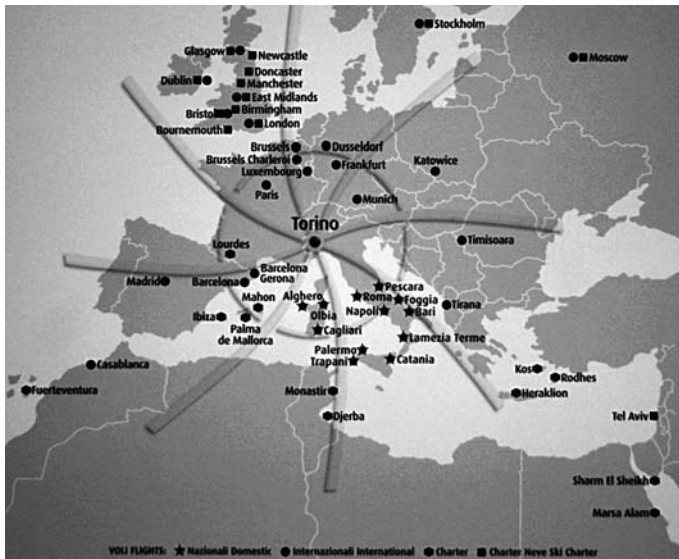 Stockholm
Glasgow
Newcastle
Moscow
Doncaster
Dublin
Manchester
East Midlands
Birmingham
Bristol
London
Bournemouth
Brussels
Dusseldorf
Brussels Charleroi
Frankfurt
Luxembourg
Katowice
Paris
Munich
Torino
Timisoara
Lourdes
Madrid
Barcelona
Barcelona
Gerona
Mahon
Alghero
Olbia
Roma
Pescara
Foggia
Napoli
Bari
Tirana
Ibiza
Palma
de Mallorca
Cagliari
Lamezia Terme
Palermo
Trapani
Catania
Casablanca
Kos
Rodhes
Fuerteventura
Monastir
Heraklion
Djerba
Tel Aviv
Sharm El Sheikh
Marsa Alam
VOLI FLIGHTS: Nazionali Domestic Internazionali International Charter Charter Neve Ski Charter